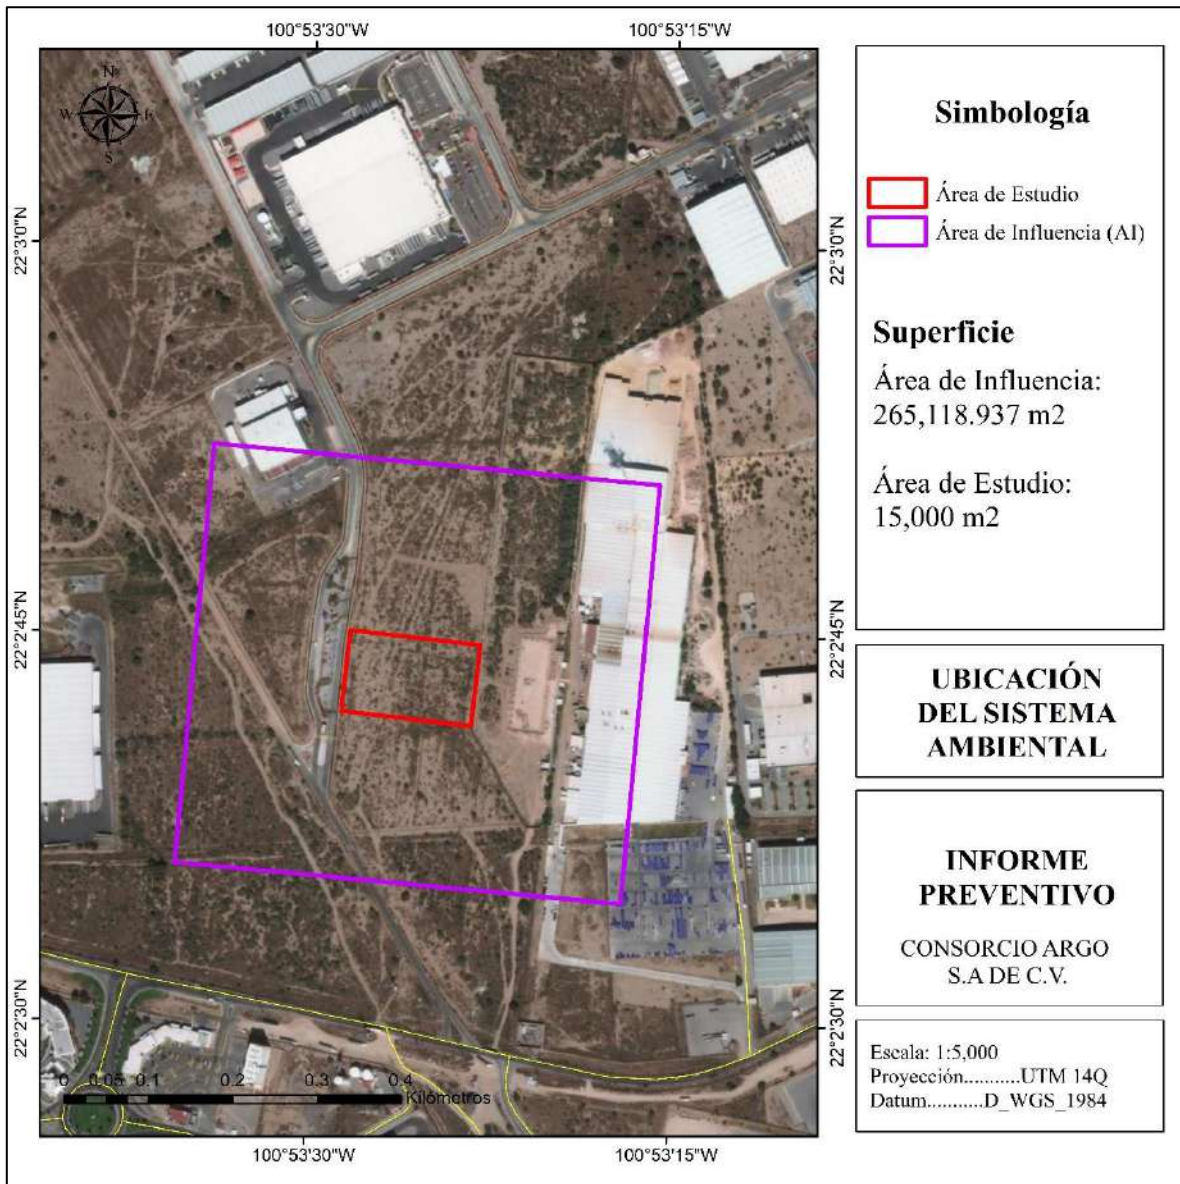 100°53'30"W
100°53'15"W
N
W
E
S
22°3'0"N
22°3'0"N
22°2'45"N
22°2'45"N
22°2'30"N
22°2'30"N
0 0.05 0.1 0.2 0.3 0.4
Kilómetros
100°53'30"W
100°53'15"W
Simbología
Área de Estudio
Área de Influencia (AI)
Superficie
Área de Influencia:
265,118.937 m2
Área de Estudio:
15,000 m2
UBICACIÓN
DEL SISTEMA
AMBIENTAL
INFORME
PREVENTIVO
CONSORCIO ARGO
S.A DE C.V.
Escala: 1:5,000
Proyección..........UTM 14Q
Datum...........D_WGS_1984